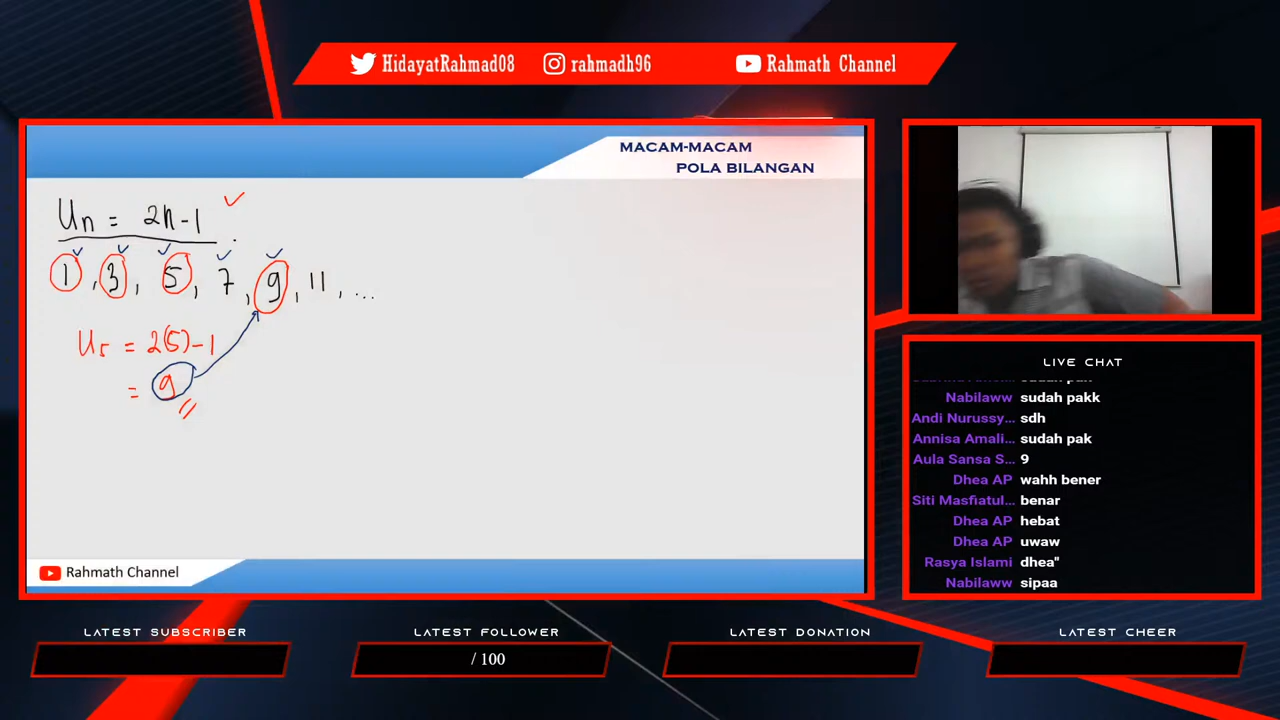 HidayatRahmad08 rahmadh96 Rahmath Channel
MACAM-MACAM
POLA BILANGAN
Un = 2n-1
1, 3, 5, 7, 9, 11, ...
U5 = 2(5)-1
= 9
Rahmath Channel
LIVE CHAT
Nabilaww sudah pakk
Andi Nurussy... sdh
Annisa Amali... sudah pak
Aula Sansa S... 9
Dhea AP wahh bener
Siti Masfiatul... benar
Dhea AP hebat
Dhea AP uwaw
Rasya Islami dhea"
Nabilaww sipaa
LATEST SUBSCRIBER LATEST FOLLOWER LATEST DONATION LATEST CHEER
/ 100